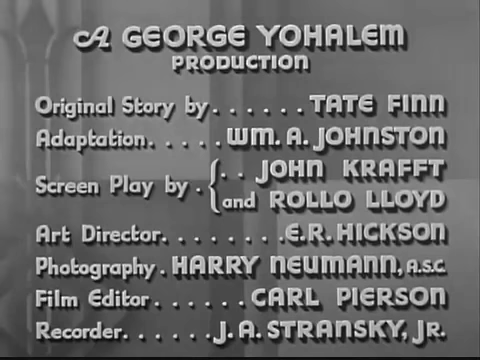 A GEORGE YOHALEM
PRODUCTION
Original Story by. . . . . . TATE FINN
Adaptation. . . . . WM. A. JOHNSTON
Screen Play by . { . . JOHN KRAFFT
and ROLLO LLOYD
Art Director. . . . . . . . E. R. HICKSON
Photography . HARRY NEUMANN, A.S.C.
Film Editor . . . . . . CARL PIERSON
Recorder. . . . . . J. A. STRANSKY, JR.